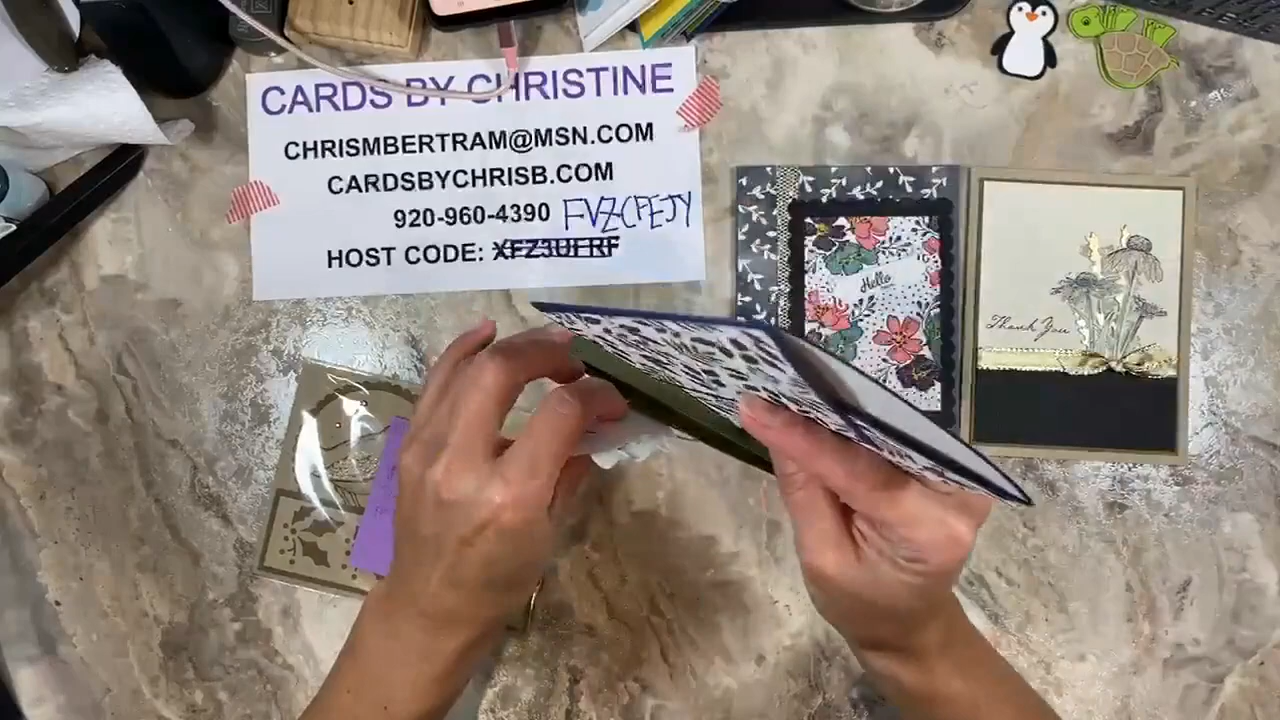 CARDS BY CHRISTINE
CHRISMBERTRAM@MSN.COM
CARDSBYCHRISB.COM
920-960-4390 FVZCPEJY
HOST CODE: XFZ3UFRF
Hello
Thank You